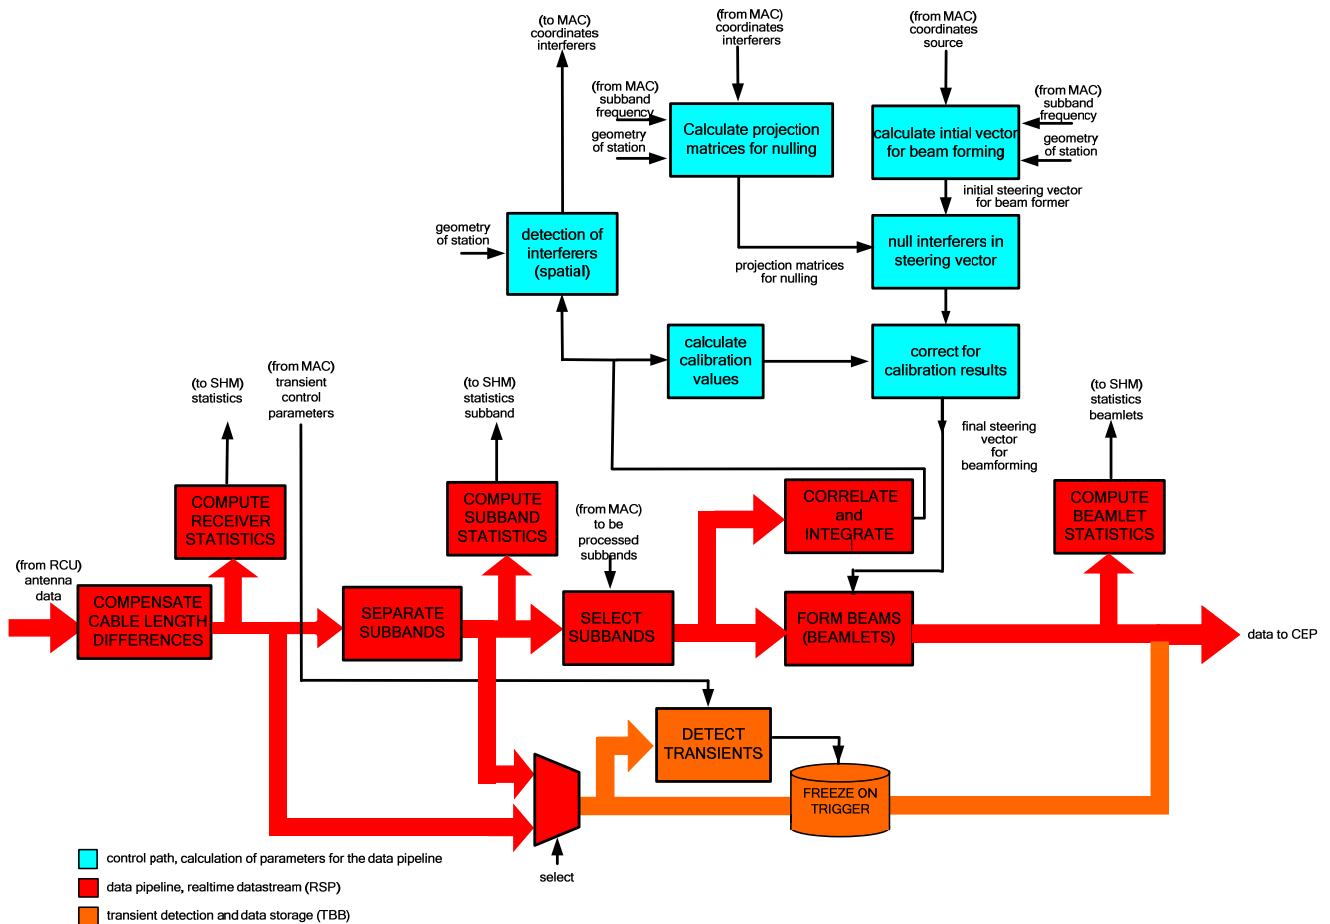 (to MAC)
coordinates
interferers
(from MAC)
coordinates
interferers
(from MAC)
coordinates
source
(from MAC)
subband
frequency
geometry
of station
Calculate projection
matrices for nulling
calculate intial vector
for beam forming
(from MAC)
subband
frequency
geometry
of station
initial steering vector
for beam former
geometry
of station
detection of
interferers
(spatial)
null interferers in
steering vector
projection matrices
for nulling
calculate
calibration
values
correct for
calibration results
(to SHM)
statistics
(from MAC)
transient
control
parameters
(to SHM)
statistics
subband
(to SHM)
statistics
beamlets
final steering
vector
for
beamforming
COMPUTE
RECEIVER
STATISTICS
COMPUTE
SUBBAND
STATISTICS
(from MAC)
to be
processed
subbands
CORRELATE
and
INTEGRATE
COMPUTE
BEAMLET
STATISTICS
(from RCU)
antenna
data
COMPENSATE
CABLE LENGTH
DIFFERENCES
SEPARATE
SUBBANDS
SELECT
SUBBANDS
FORM BEAMS
(BEAMLETS)
data to CEP
DETECT
TRANSIENTS
FREEZE ON
TRIGGER
select
control path, calculation of parameters for the data pipeline
data pipeline, realtime datastream (RSP)
transient detection and data storage (TBB)